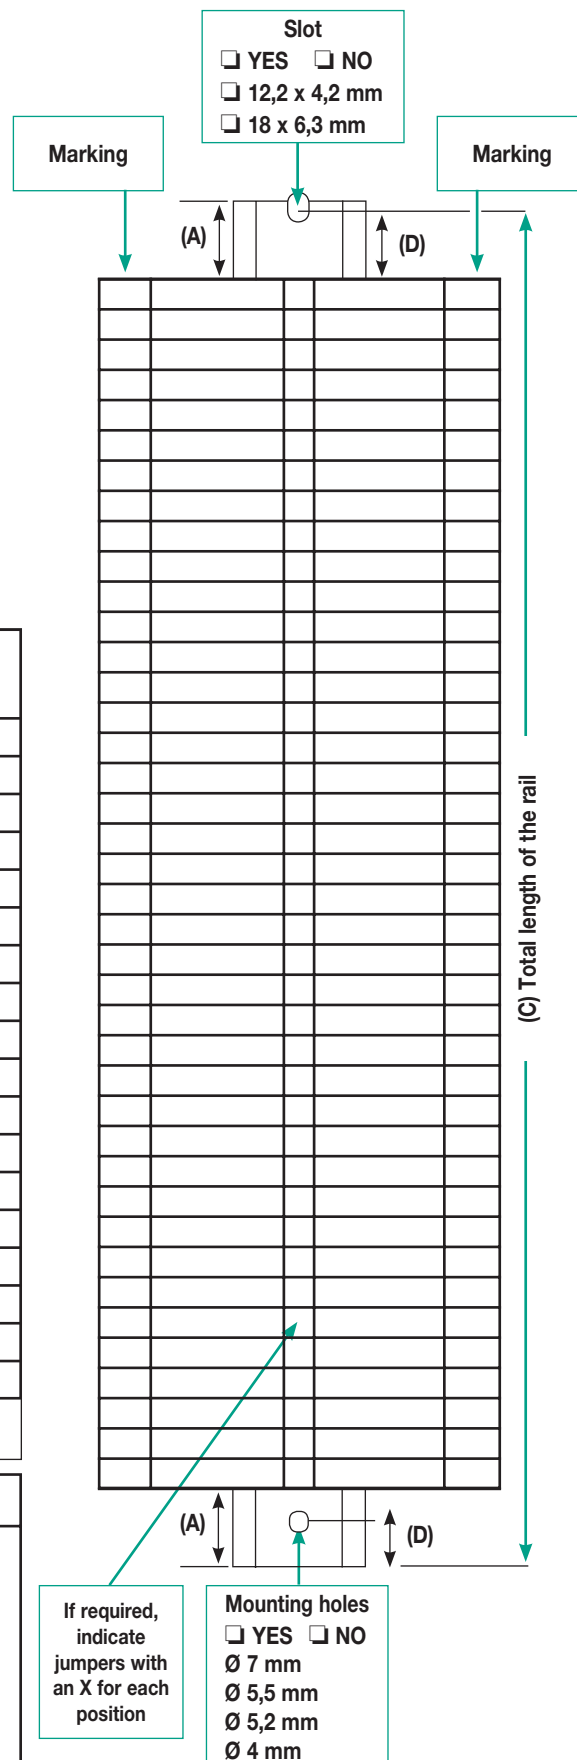 Slot
❏ YES ❏ NO
❏ 12,2 x 4,2 mm
❏ 18 x 6,3 mm
Marking
Marking
(A)
(D)
(C) Total length of the rail
(A)
(D)
If required,
indicate
jumpers with
an X for each
position
Mounting holes
❏ YES ❏ NO
Ø 7 mm
Ø 5,5 mm
Ø 5,2 mm
Ø 4 mm